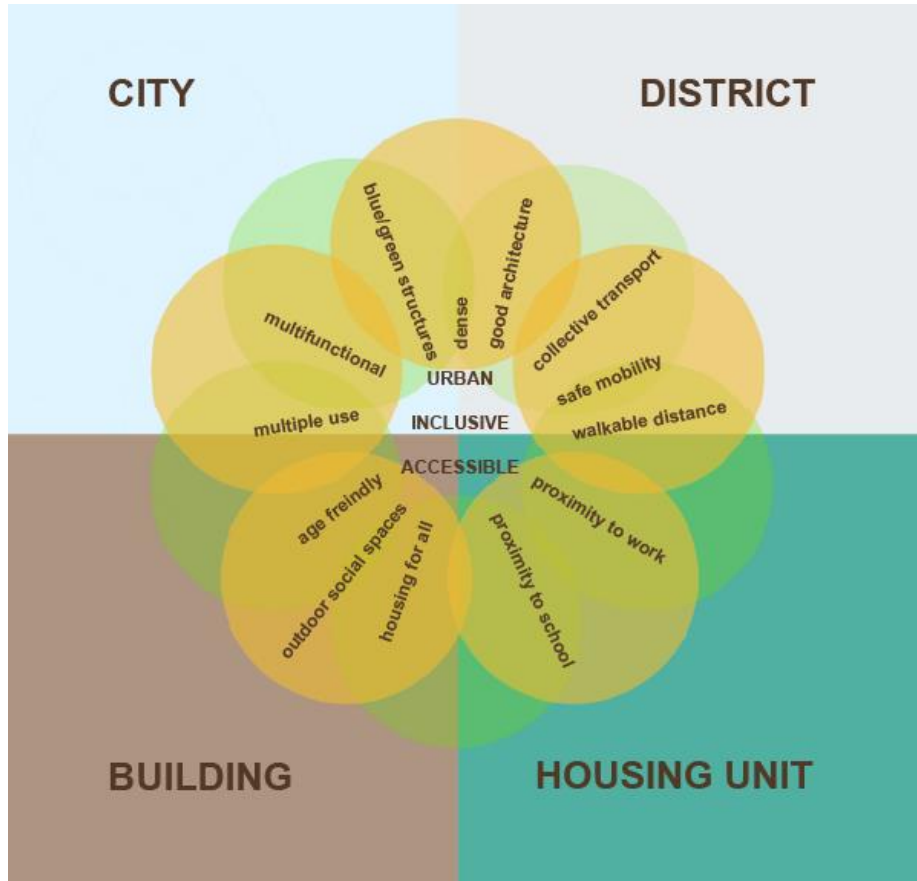 CITY
DISTRICT
blue/green structures
dense
good architecture
collective transport
multifunctional
safe mobility
URBAN
multiple use
INCLUSIVE
walkable distance
ACCESSIBLE
age freindly
outdoor social spaces
housing for all
proximity to school
proximity to work
BUILDING
HOUSING UNIT